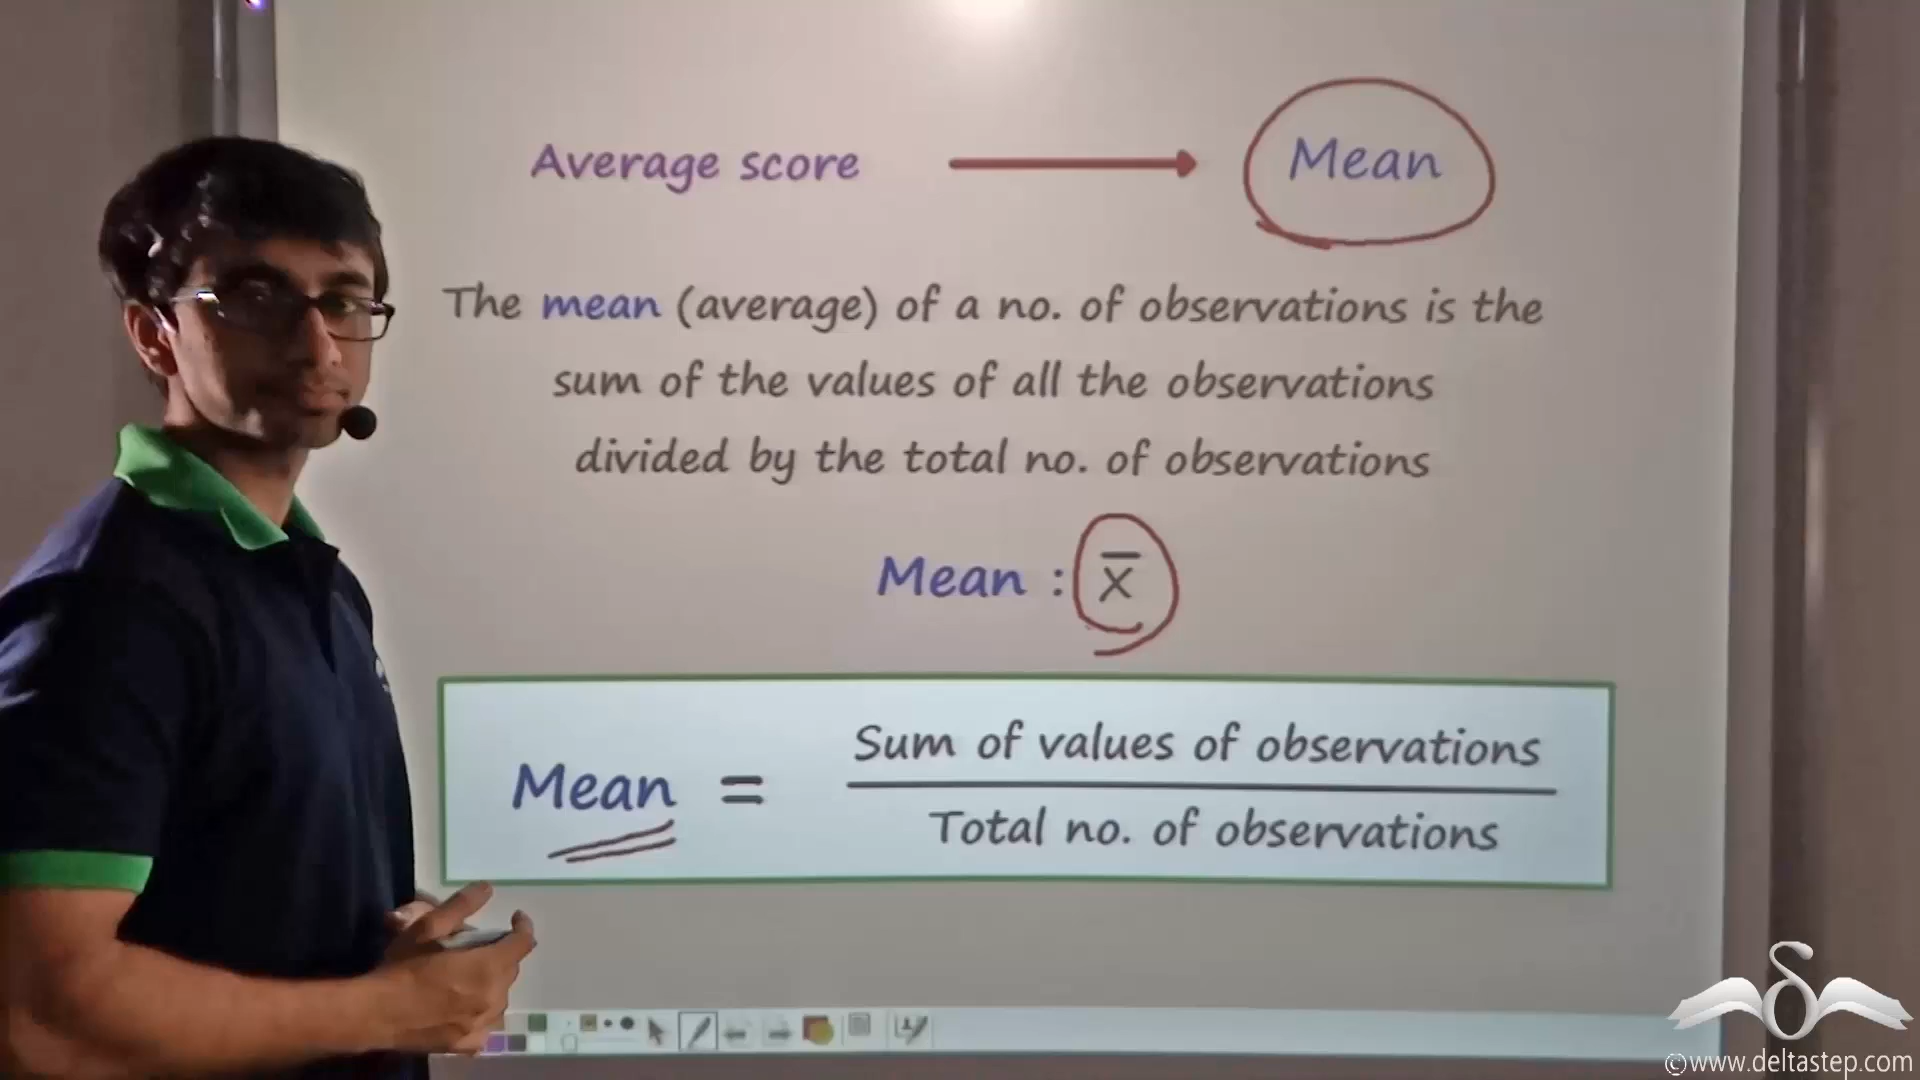 Average score Mean
The mean (average) of a no. of observations is the
sum of the values of all the observations
divided by the total no. of observations
Mean : x̅
Mean = Sum of values of observations
Total no. of observations
©www.deltastep.com